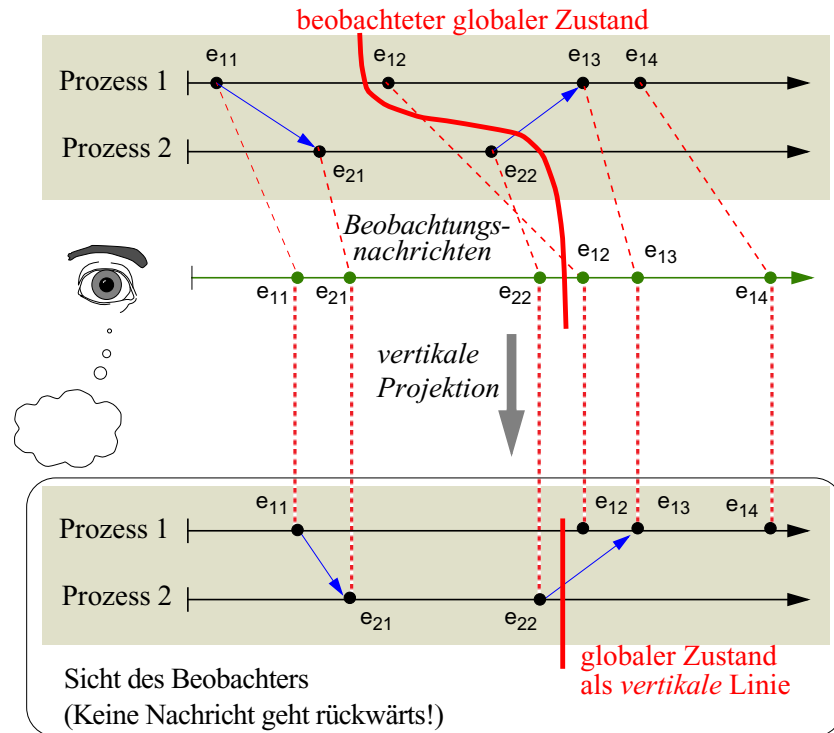 beobachteter globaler Zustand
e11 e12 e13 e14
Prozess 1
Prozess 2
e21 e22
Beobachtungs-
nachrichten
e12 e13
e11 e21 e22 e14
vertikale
Projektion
e11 e12 e13 e14
Prozess 1
Prozess 2
e21 e22
globaler Zustand
als vertikale Linie
Sicht des Beobachters
(Keine Nachricht geht rückwärts!)